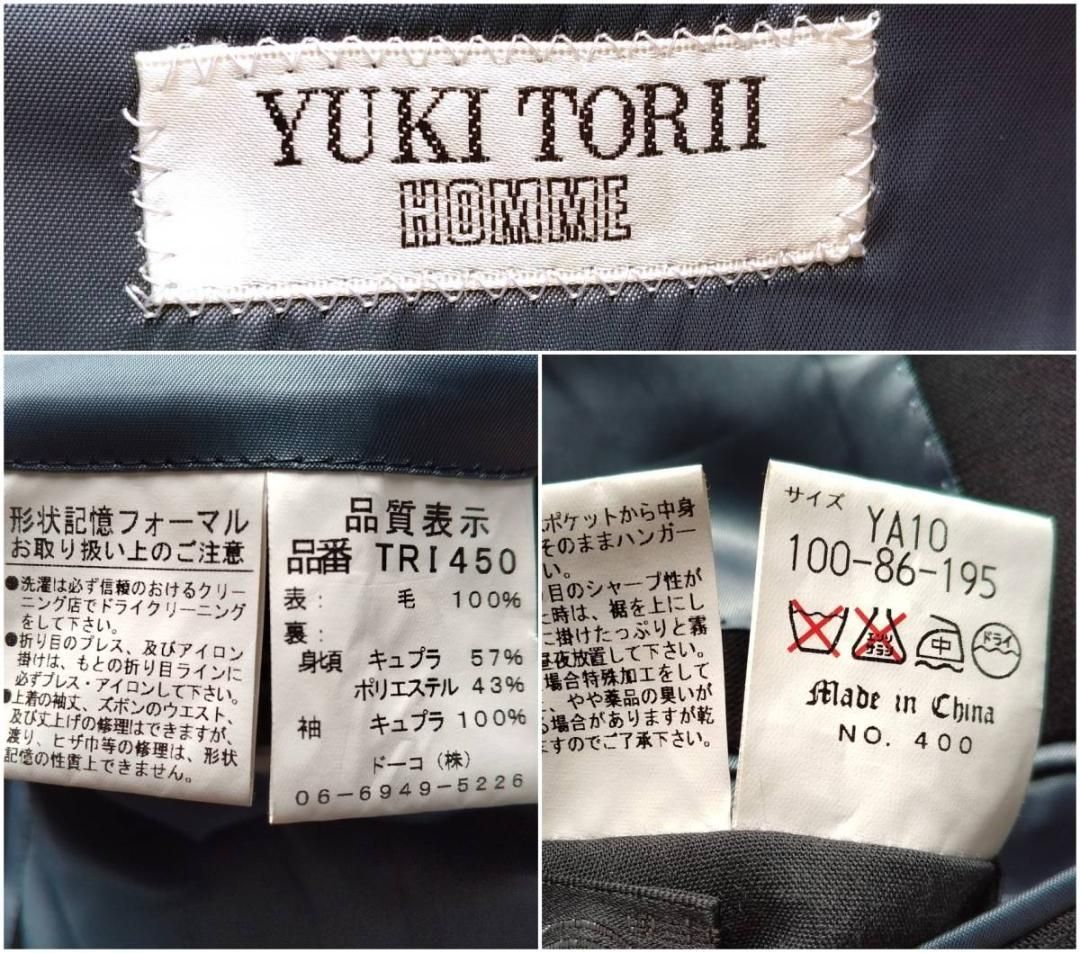 YUKI TORII
HOMME
形状記憶フォーマル
お取り扱い上のご注意
●洗濯は必ず信頼のおけるクリー
ニング店でドライクリーニング
をして下さい。
●折り目のプレス、及びアイロン
掛けは、もとの折り目ラインに
必ずプレス・アイロンして下さい。
●上着の袖丈、ズボンのウエスト、
及び丈上げの修理はできますが、
渡り、ヒザ巾等の修理は、形状
記憶の性質上できません。
品質表示
品番 TRI450
表: 毛 100%
裏:
身頃 キュプラ 57%
ポリエステル 43%
袖 キュプラ 100%
ドーコ(株)
06-6949-5226
ポケットから中身
そのままハンガー
い。
目のシャープ性が
時は、裾を上にし
掛けたっぷりと霧
昼夜放置して下さい。
場合特殊加工をして
、やや薬品の臭いが
る場合がありますが乾
ますのでご了承下さい。
サイズ YA10
100-86-195
エンソサラシ 中 ドライ
Made in China
NO. 400